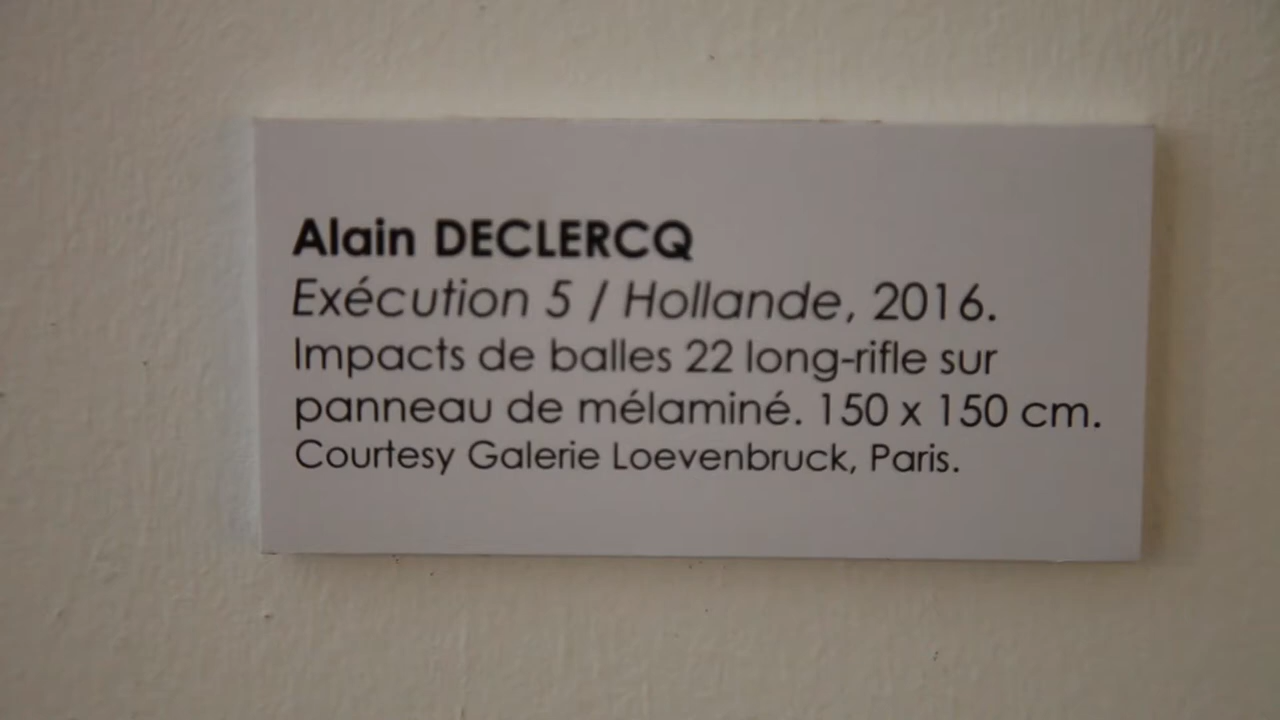 Alain DECLERCQ
Exécution 5 / Hollande, 2016.
Impacts de balles 22 long-rifle sur
panneau de mélaminé. 150 x 150 cm.
Courtesy Galerie Loevenbruck, Paris.